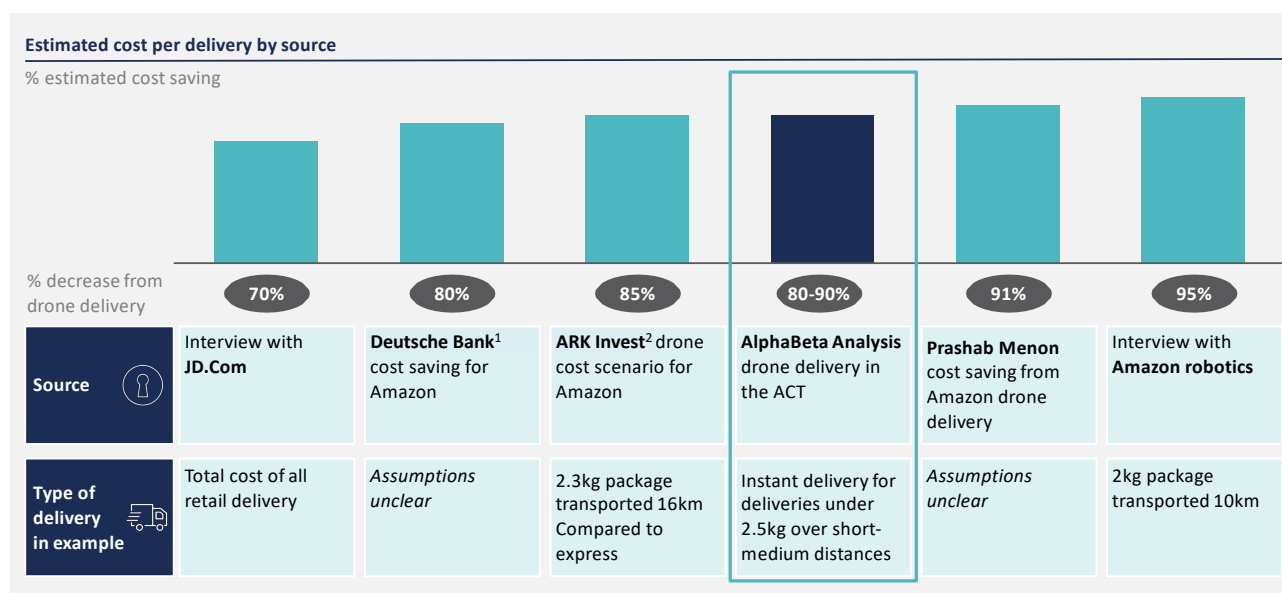 Estimated cost per delivery by source
% estimated cost saving
% decrease from
drone delivery
70%
80%
85%
80-90%
91%
95%
Source
Interview with
JD.Com
Deutsche Bank¹
cost saving for
Amazon
ARK Invest² drone
cost scenario for
Amazon
AlphaBeta Analysis
drone delivery in
the ACT
Prashab Menon
cost saving from
Amazon drone
delivery
Interview with
Amazon robotics
Type of
delivery
in example
Total cost of all
retail delivery
Assumptions
unclear
2.3kg package
transported 16km
Compared to
express
Instant delivery for
deliveries under
2.5kg over short-
medium distances
Assumptions
unclear
2kg package
transported 10km